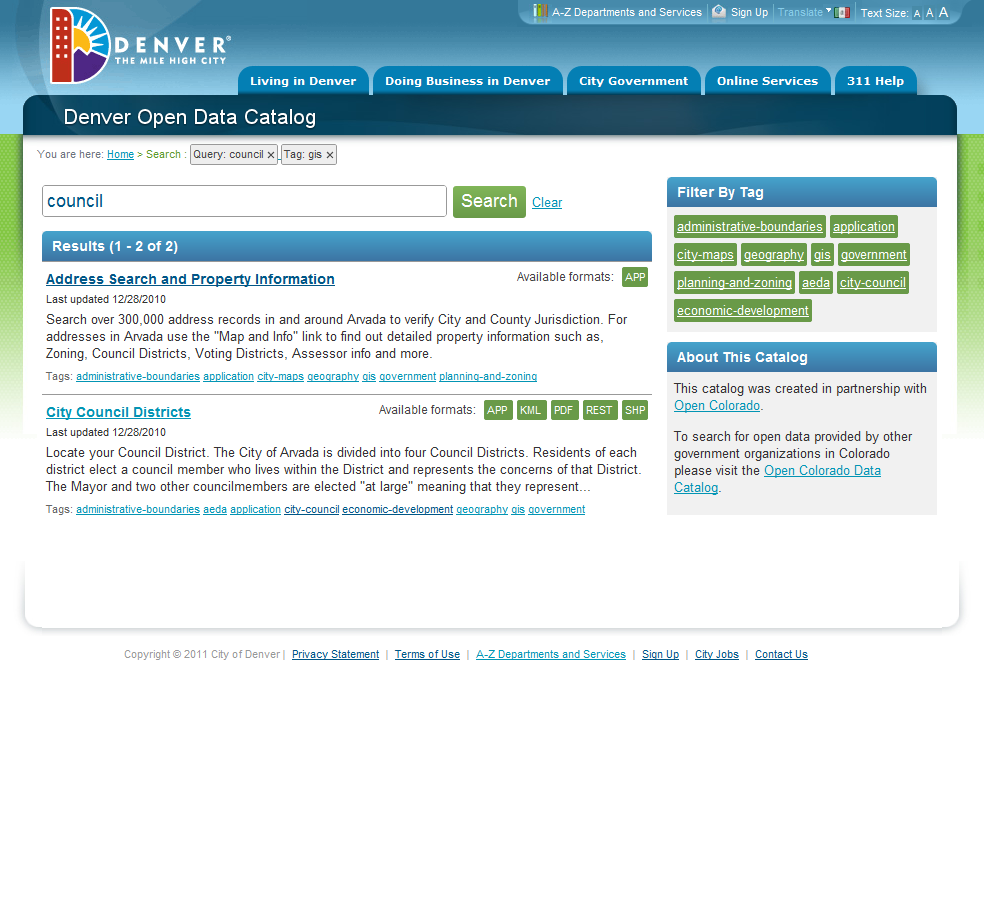 A-Z Departments and Services Sign Up Translate Text Size: A A A
DENVER®
THE MILE HIGH CITY
Living in Denver Doing Business in Denver City Government Online Services 311 Help
Denver Open Data Catalog
You are here: Home > Search : Query: council × Tag: gis ×
council Search Clear
Results (1 - 2 of 2)
Address Search and Property Information Available formats: APP
Last updated 12/28/2010
Search over 300,000 address records in and around Arvada to verify City and County Jurisdiction. For
addresses in Arvada use the "Map and Info" link to find out detailed property information such as,
Zoning, Council Districts, Voting Districts, Assessor info and more.
Tags: administrative-boundaries application city-maps geography gis government planning-and-zoning
City Council Districts Available formats: APP KML PDF REST SHP
Last updated 12/28/2010
Locate your Council District. The City of Arvada is divided into four Council Districts. Residents of each
district elect a council member who lives within the District and represents the concerns of that District.
The Mayor and two other councilmembers are elected "at large" meaning that they represent...
Tags: administrative-boundaries aeda application city-council economic-development geography gis government
Filter By Tag
administrative-boundaries application
city-maps geography gis government
planning-and-zoning aeda city-council
economic-development
About This Catalog
This catalog was created in partnership with
Open Colorado.
To search for open data provided by other
government organizations in Colorado
please visit the Open Colorado Data
Catalog.
Copyright © 2011 City of Denver | Privacy Statement | Terms of Use | A-Z Departments and Services | Sign Up | City Jobs | Contact Us